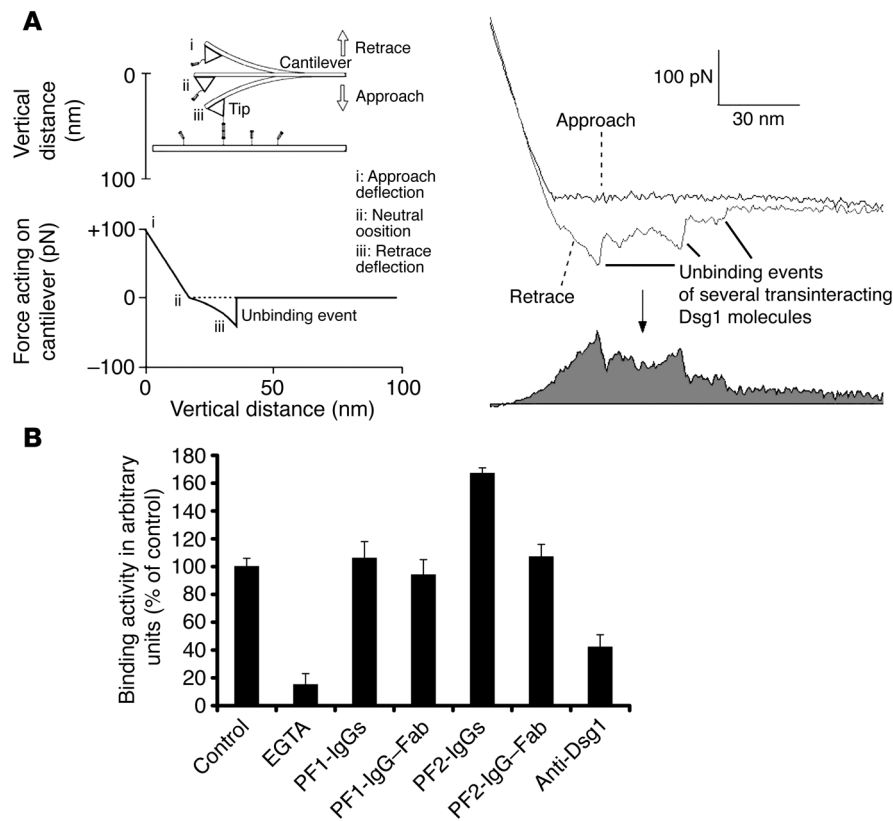 A
Vertical
distance
(nm)
0
100
i
ii
iii
Cantilever
Tip
Retrace
Approach
i: Approach
deflection
ii: Neutral
oosition
iii: Retrace
deflection
Force acting on
cantilever (pN)
+100
0
–100
i
ii
iii
Unbinding event
0
50
100
Vertical distance (nm)
100 pN
30 nm
Approach
Retrace
Unbinding events
of several transinteracting
Dsg1 molecules
B
Binding activity in arbitrary
units (% of control)
180
160
140
120
100
80
60
40
20
0
Control
EGTA
PF1-IgGs
PF1-IgG–Fab
PF2-IgGs
PF2-IgG–Fab
Anti-Dsg1